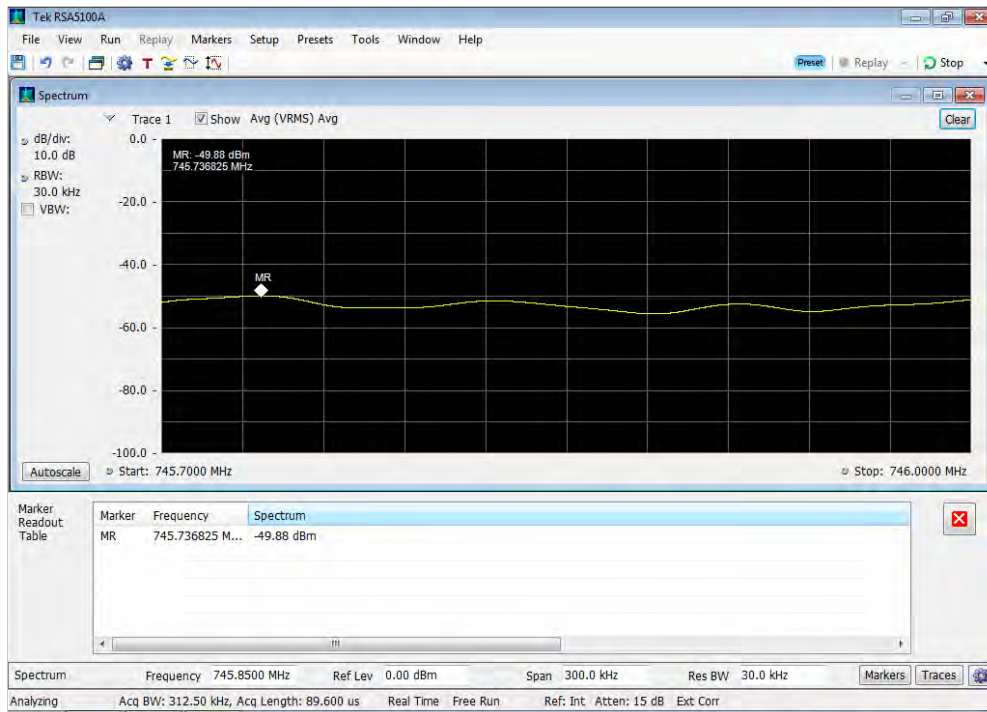 Tek RSA5100A
File View Run Replay Markers Setup Presets Tools Window Help
T Preset Replay Stop
Spectrum
Trace 1 Show Avg (VRMS) Avg Clear
dB/div:
10.0 dB
RBW:
30.0 kHz
VBW:
0.0
-20.0
-40.0
-60.0
-80.0
-100.0
MR: -49.88 dBm
745.736825 MHz
MR
Autoscale Start: 745.7000 MHz Stop: 746.0000 MHz
Marker
Readout
Table
Marker Frequency Spectrum
MR 745.736825 M... -49.88 dBm
Spectrum Frequency 745.8500 MHz Ref Lev 0.00 dBm Span 300.0 kHz Res BW 30.0 kHz Markers Traces
Analyzing Acq BW: 312.50 kHz, Acq Length: 89.600 us Real Time Free Run Ref: Int Atten: 15 dB Ext Corr